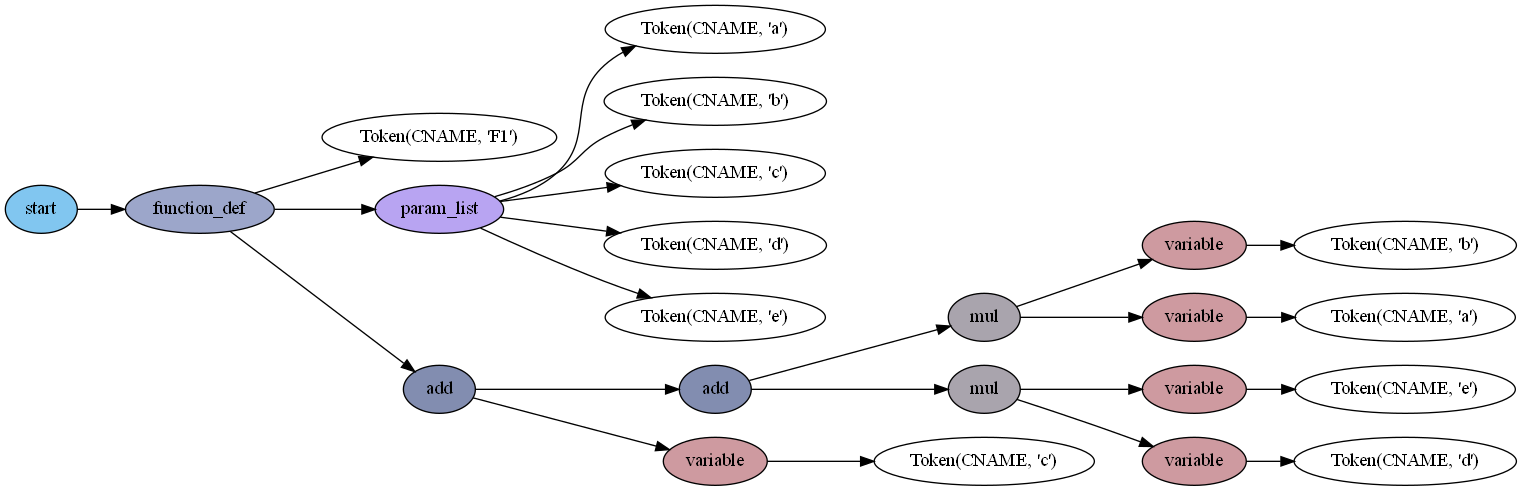 Token(CNAME, 'a')
Token(CNAME, 'b')
Token(CNAME, 'F1')
Token(CNAME, 'c')
start
function_def
param_list
Token(CNAME, 'd')
variable
Token(CNAME, 'b')
Token(CNAME, 'e')
mul
variable
Token(CNAME, 'a')
add
add
mul
variable
Token(CNAME, 'e')
variable
Token(CNAME, 'c')
variable
Token(CNAME, 'd')